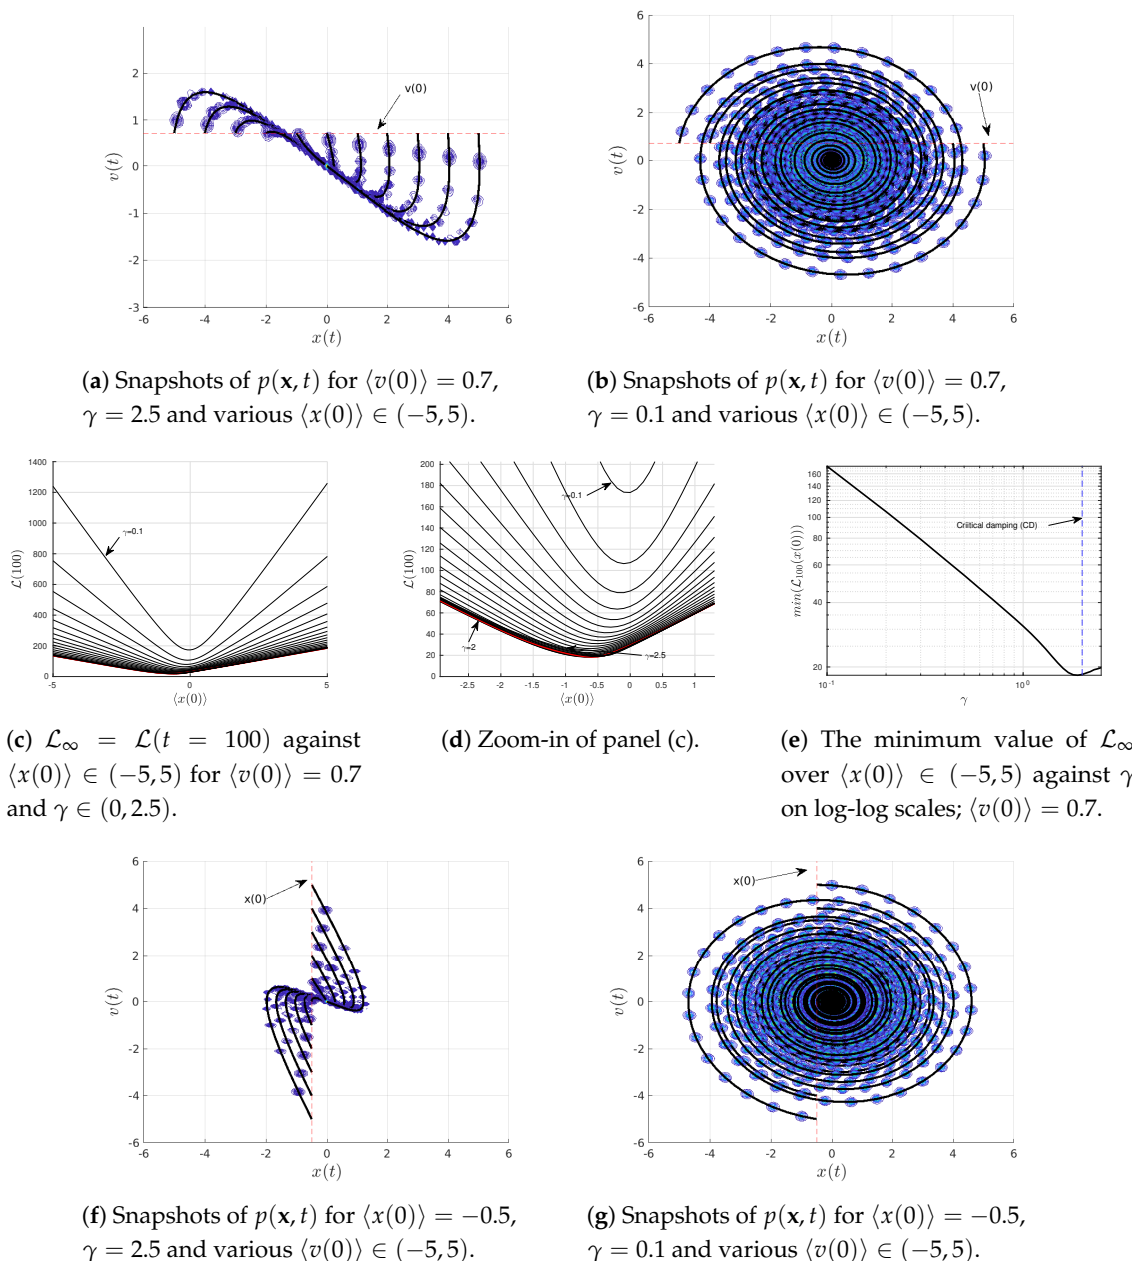 v(0)
v(t)
3
2
1
0
-1
-2
-3
-6 -4 -2 0 2 4 6
x(t)
v(0)
v(t)
6
4
2
0
-2
-4
-6
-6 -4 -2 0 2 4 6
x(t)
(a) Snapshots of p(x, t) for ⟨v(0)⟩ = 0.7,
γ = 2.5 and various ⟨x(0)⟩ ∈ (−5, 5).
(b) Snapshots of p(x, t) for ⟨v(0)⟩ = 0.7,
γ = 0.1 and various ⟨x(0)⟩ ∈ (−5, 5).
1400
1200
1000
800
600
400
200
0
ℒ(100)
γ=0.1
-5 0 5
⟨x(0)⟩
200
180
160
140
120
100
80
60
40
20
0
ℒ(100)
γ=0.1
γ=2
γ=2.5
-2.5 -2 -1.5 -1 -0.5 0 0.5 1
⟨x(0)⟩
160
140
120
100
80
60
40
20
min(ℒ₁₀₀(x(0)))
Criitical damping (CD)
10⁻¹ 10⁰
γ
(c) ℒ∞ = ℒ(t = 100) against
⟨x(0)⟩ ∈ (−5, 5) for ⟨v(0)⟩ = 0.7
and γ ∈ (0, 2.5).
(d) Zoom-in of panel (c).
(e) The minimum value of ℒ∞
over ⟨x(0)⟩ ∈ (−5, 5) against γ
on log-log scales; ⟨v(0)⟩ = 0.7.
x(0)
v(t)
6
4
2
0
-2
-4
-6
-6 -4 -2 0 2 4 6
x(t)
x(0)
v(t)
6
4
2
0
-2
-4
-6
-6 -4 -2 0 2 4 6
x(t)
(f) Snapshots of p(x, t) for ⟨x(0)⟩ = −0.5,
γ = 2.5 and various ⟨v(0)⟩ ∈ (−5, 5).
(g) Snapshots of p(x, t) for ⟨x(0)⟩ = −0.5,
γ = 0.1 and various ⟨v(0)⟩ ∈ (−5, 5).